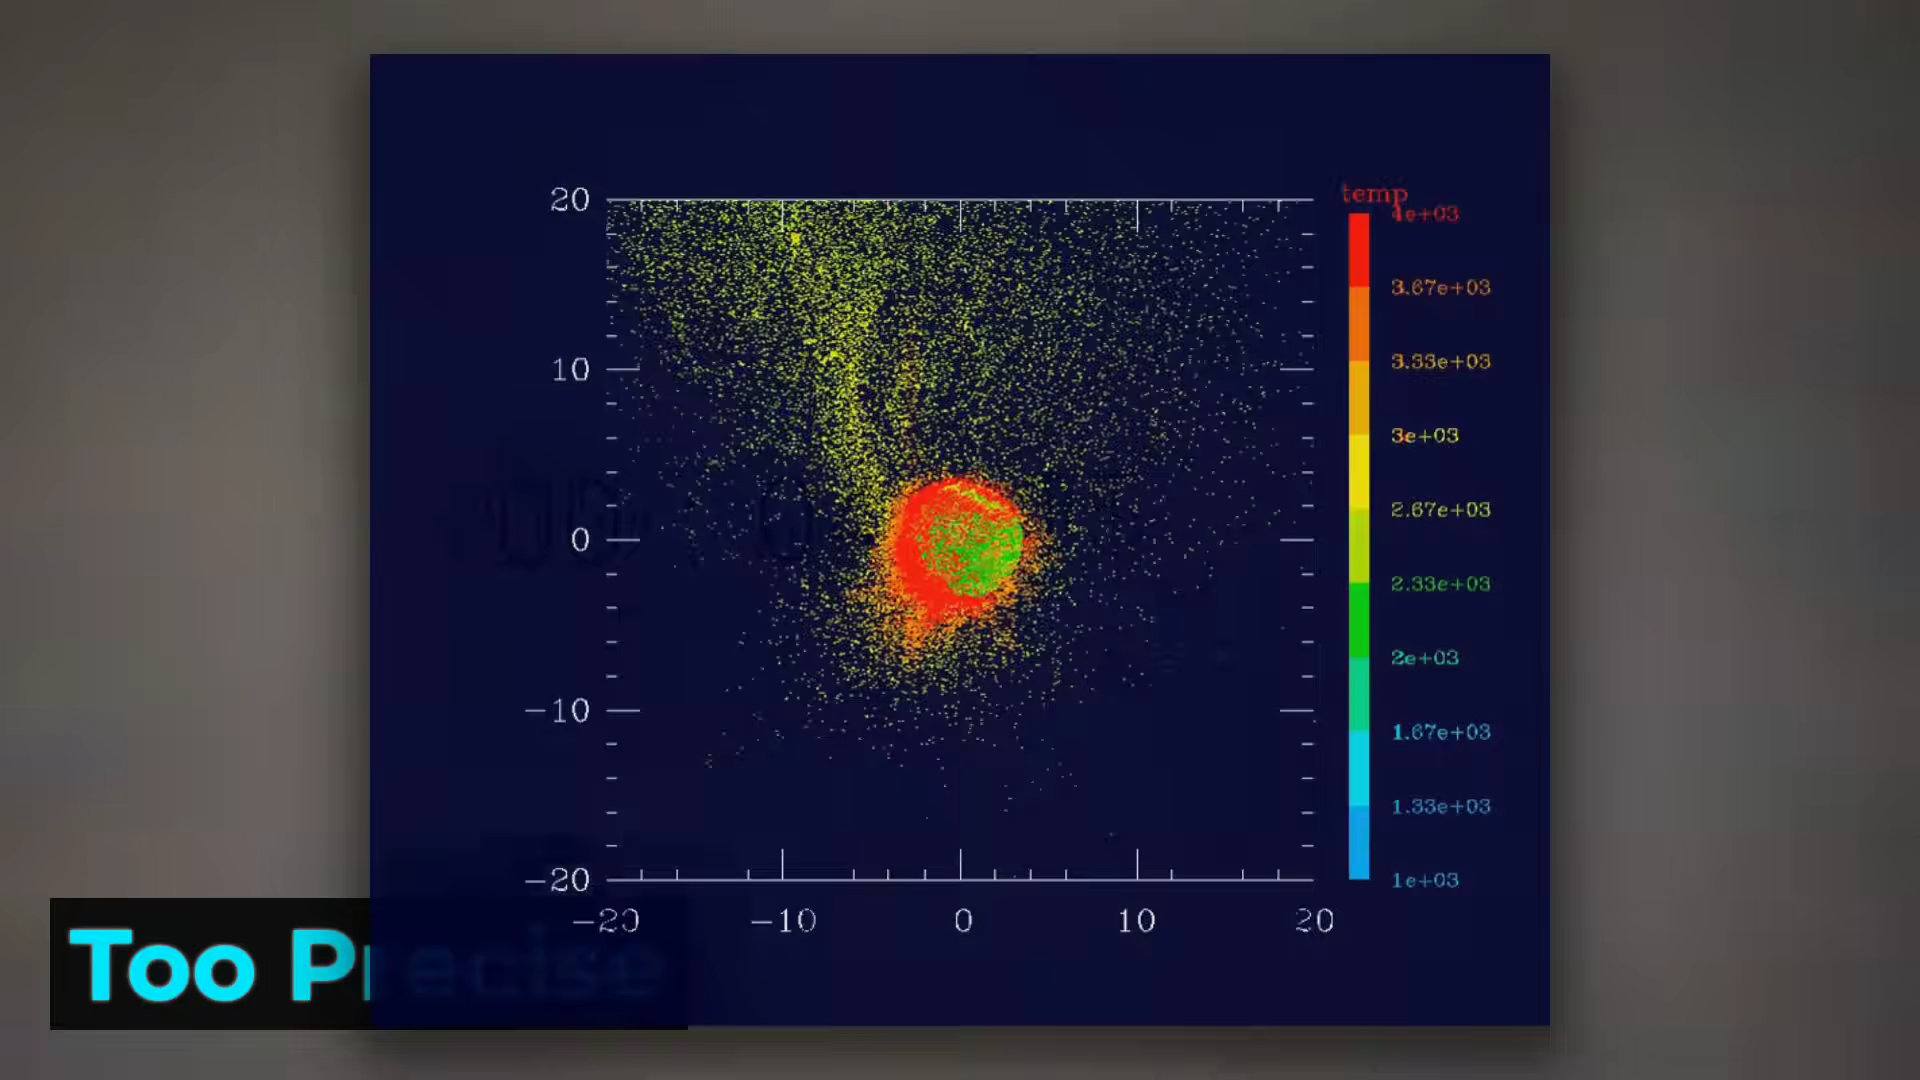 temp
20
4e+03
3.67e+03
10
3.33e+03
3e+03
2.67e+03
0
2.33e+03
2e+03
−10
1.67e+03
1.33e+03
−20
1e+03
−20 −10 0 10 20
Too Precise